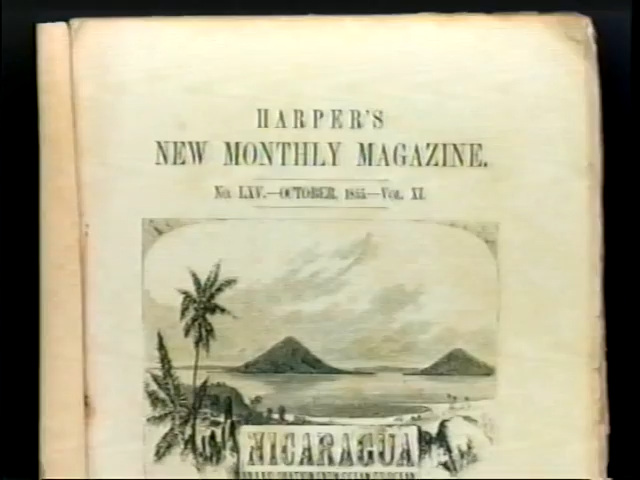 HARPER'S
NEW MONTHLY MAGAZINE.
No. LXV.—OCTOBER, 1855—Vol. XI.
NICARAGUA